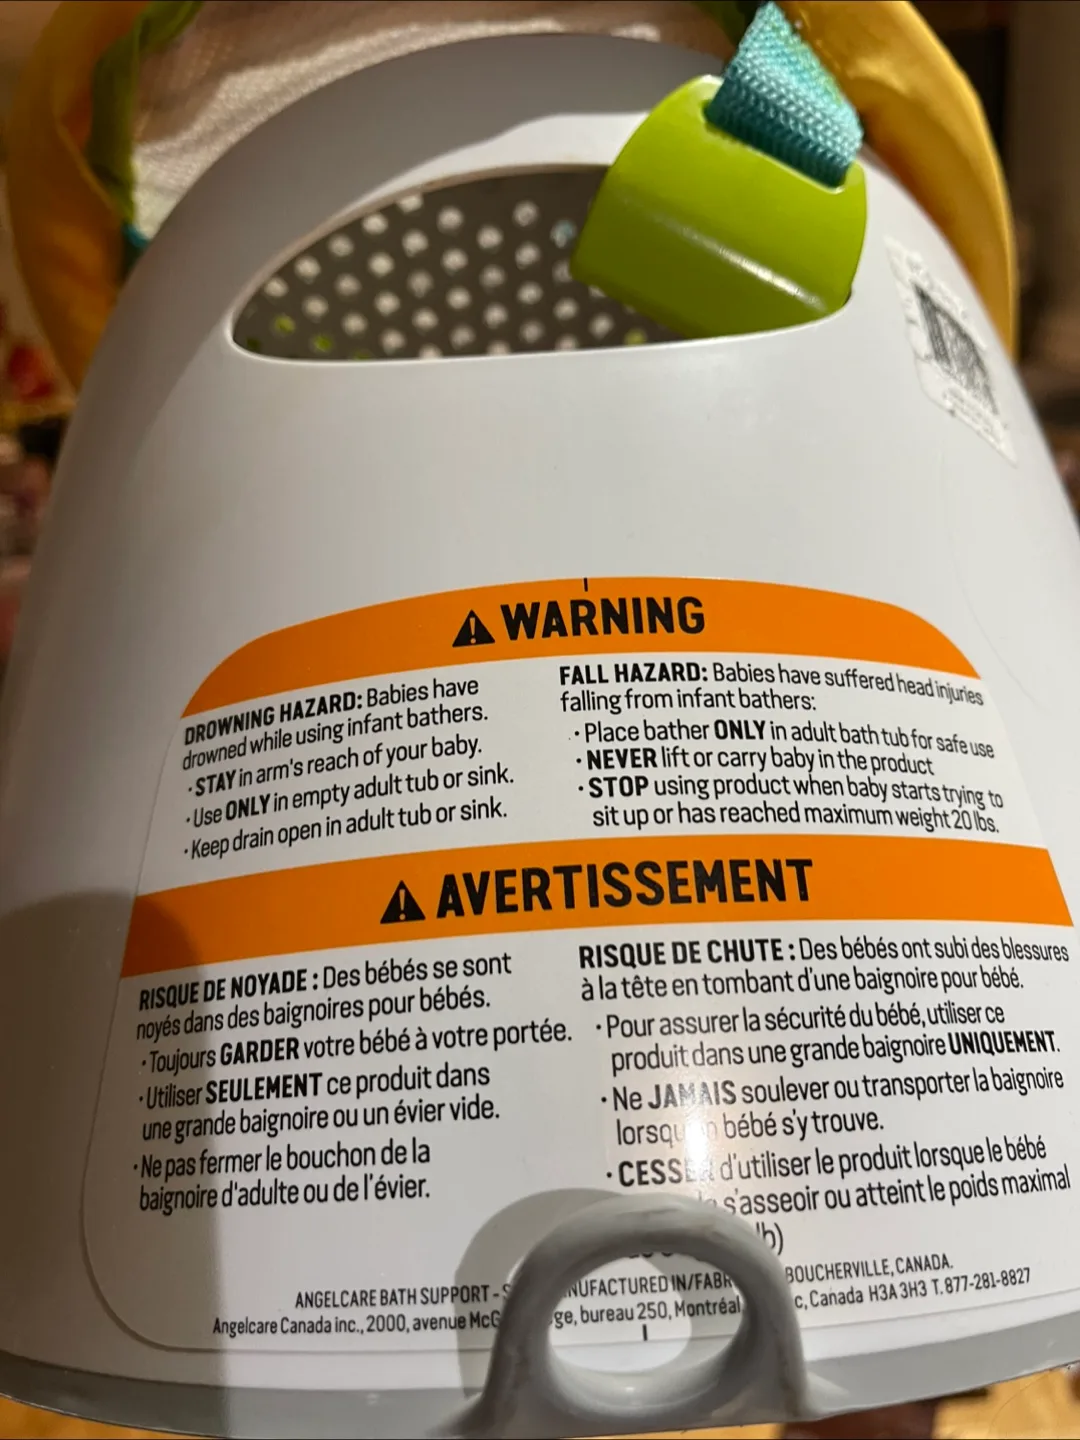 WARNING
DROWNING HAZARD: Babies have
drowned while using infant bathers.
· STAY in arm's reach of your baby.
· Use ONLY in empty adult tub or sink.
· Keep drain open in adult tub or sink.
FALL HAZARD: Babies have suffered head injuries
falling from infant bathers:
· Place bather ONLY in adult bath tub for safe use
· NEVER lift or carry baby in the product
· STOP using product when baby starts trying to
sit up or has reached maximum weight 20 lbs.
AVERTISSEMENT
RISQUE DE NOYADE : Des bébés se sont
noyés dans des baignoires pour bébés.
· Toujours GARDER votre bébé à votre portée.
· Utiliser SEULEMENT ce produit dans
une grande baignoire ou un évier vide.
· Ne pas fermer le bouchon de la
baignoire d'adulte ou de l'évier.
RISQUE DE CHUTE : Des bébés ont subi des blessures
à la tête en tombant d'une baignoire pour bébé.
· Pour assurer la sécurité du bébé, utiliser ce
produit dans une grande baignoire UNIQUEMENT.
· Ne JAMAIS soulever ou transporter la baignoire
bébé s'y trouve.
· d'utiliser le produit lorsque le bébé
s'asseoir ou atteint le poids maximal
lb)
ANGELCARE BATH SUPPORT - BOUCHERVILLE, CANADA.
Angelcare Canada inc., 2000, avenue bureau 250, Montréal Canada H3A 3H3 T. 877-281-8827